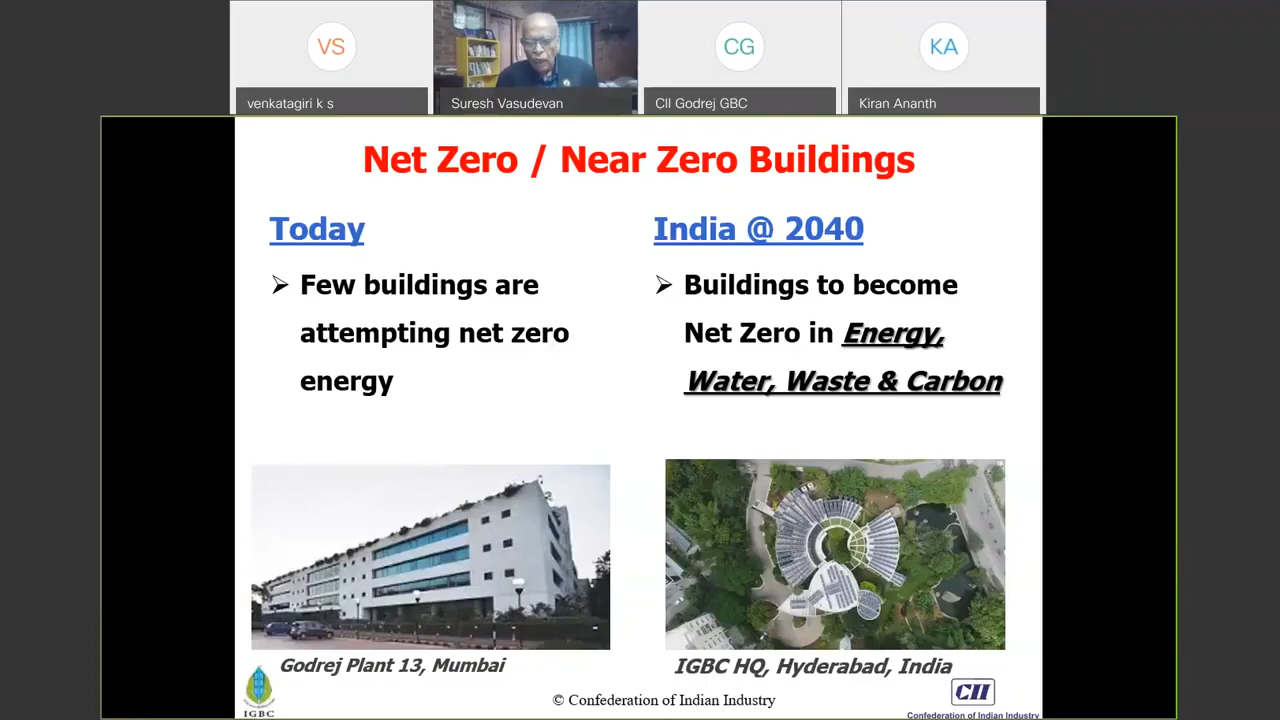 VS
CG
KA
venkatagiri k s
Suresh Vasudevan
CII Godrej GBC
Kiran Ananth
Net Zero / Near Zero Buildings
Today
➢ Few buildings are
attempting net zero
energy
India @ 2040
➢ Buildings to become
Net Zero in Energy,
Water, Waste & Carbon
Godrej Plant 13, Mumbai
IGBC HQ, Hyderabad, India
IGBC
© Confederation of Indian Industry
CII
Confederation of Indian Industry